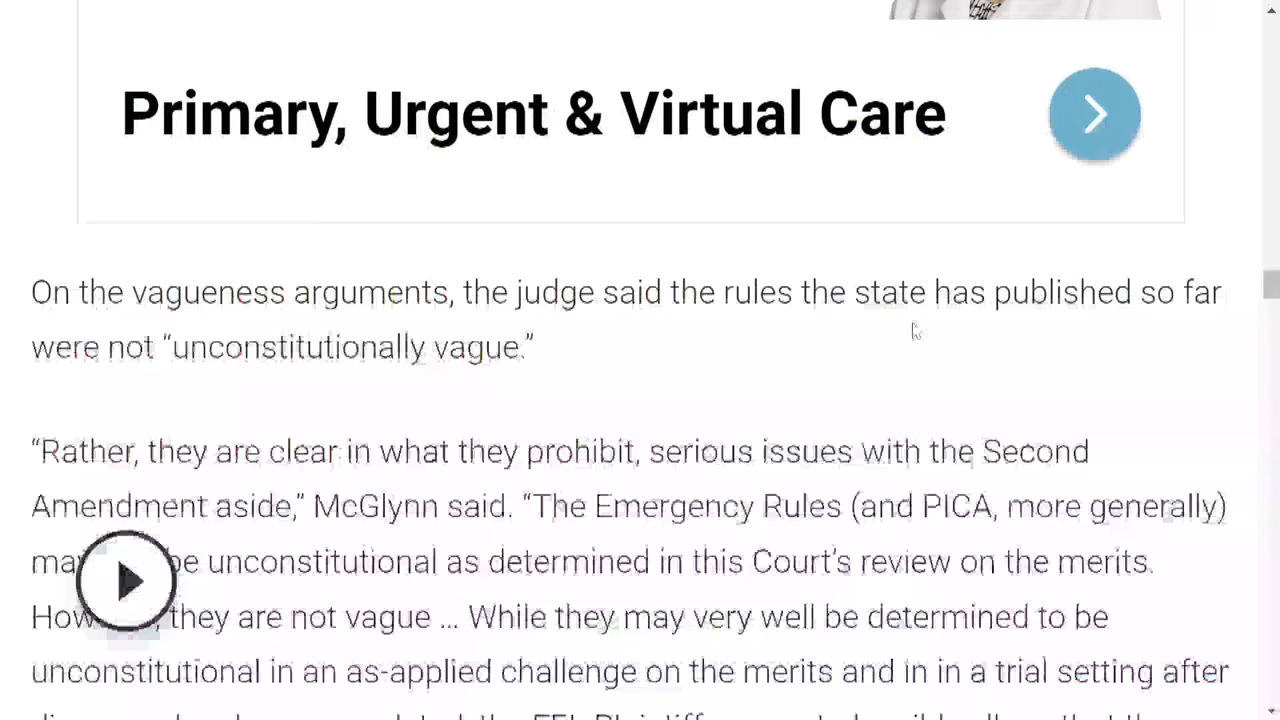 Primary, Urgent & Virtual Care
On the vagueness arguments, the judge said the rules the state has published so far
were not “unconstitutionally vague.”
“Rather, they are clear in what they prohibit, serious issues with the Second
Amendment aside,” McGlynn said. “The Emergency Rules (and PICA, more generally)
be unconstitutional as determined in this Court’s review on the merits.
they are not vague ... While they may very well be determined to be
unconstitutional in an as-applied challenge on the merits and in in a trial setting after